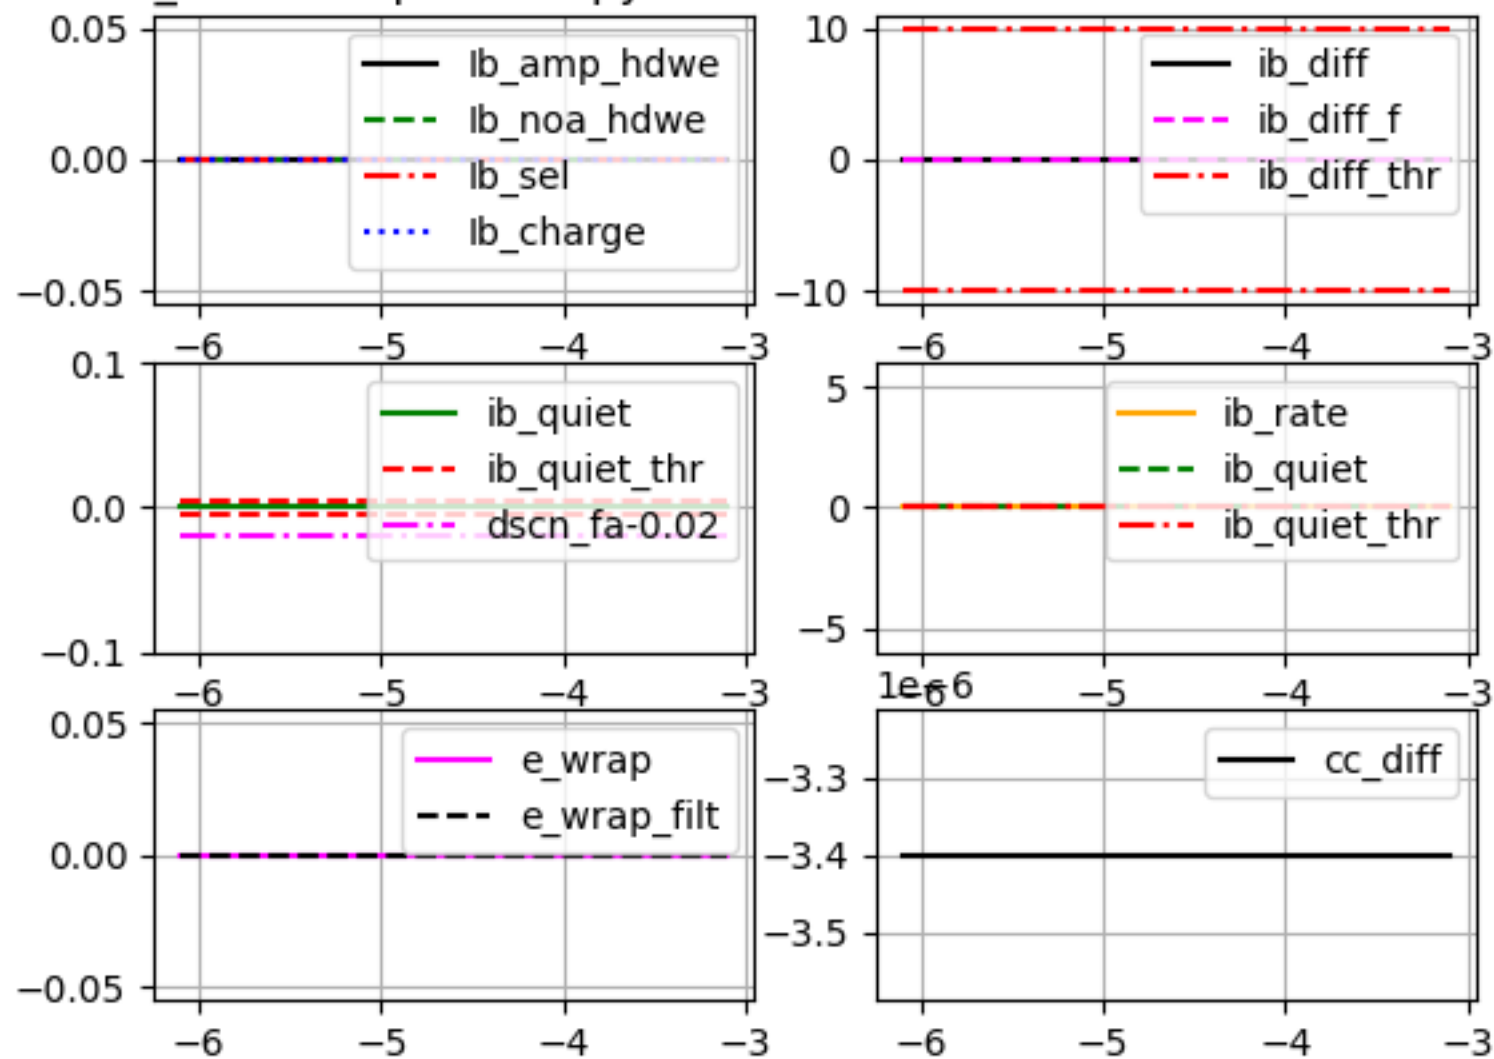 0.05
0.00
−0.05
Ib_amp_hdwe
Ib_noa_hdwe
Ib_sel
Ib_charge
−6 −5 −4 −3
10
0
−10
ib_diff
ib_diff_f
ib_diff_thr
−6 −5 −4 −3
0.1
0.0
−0.1
ib_quiet
ib_quiet_thr
dscn_fa-0.02
−6 −5 −4 −3
5
0
−5
ib_rate
ib_quiet
ib_quiet_thr
−6 −5 −4 −3
0.05
0.00
−0.05
e_wrap
e_wrap_filt
−6 −5 −4 −3
1e−6
−3.3
−3.4
−3.5
cc_diff
−6 −5 −4 −3